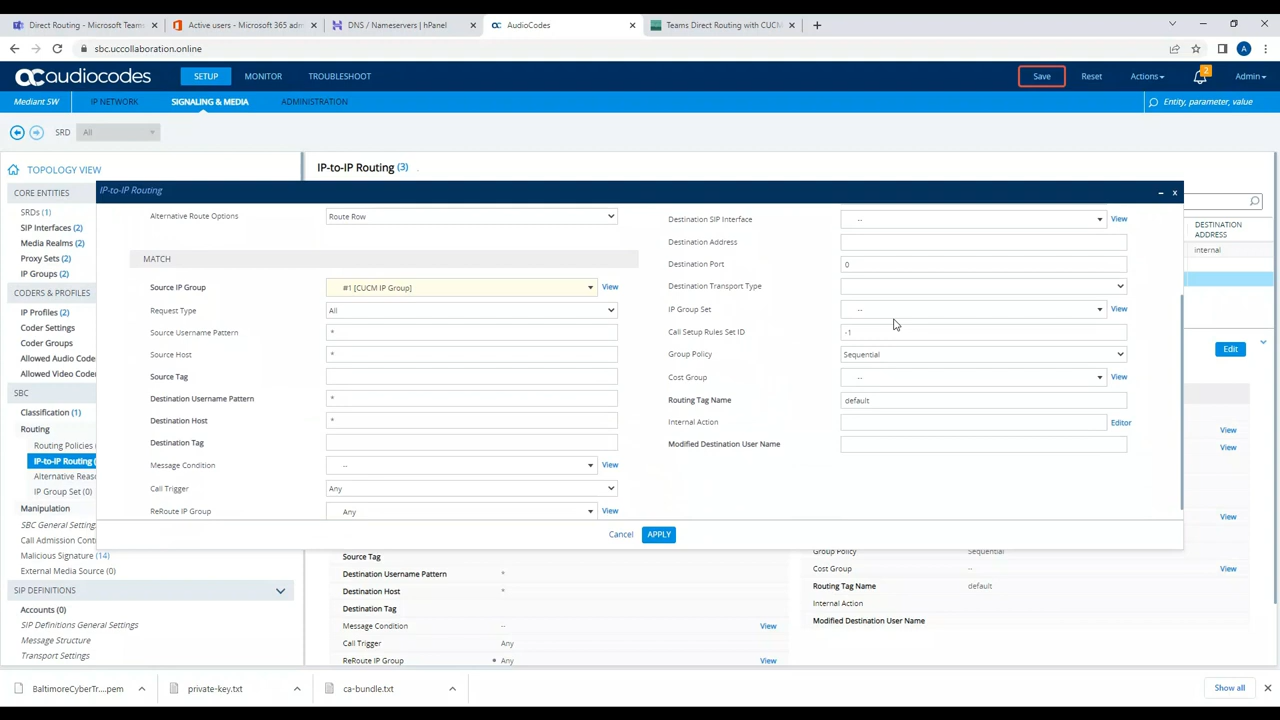 Direct Routing - Microsoft Teams
Active users - Microsoft 365 adm
DNS / Nameservers | hPanel
AudioCodes
Teams Direct Routing with CUCM
sbc.uccollaboration.online
A
audiocodes
SETUP
MONITOR
TROUBLESHOOT
Save
Reset
Actions
2
Admin
Mediant SW
IP NETWORK
SIGNALING & MEDIA
ADMINISTRATION
Entity, parameter, value
SRD
All
TOPOLOGY VIEW
CORE ENTITIES
SRDs (1)
SIP Interfaces (2)
Media Realms (2)
Proxy Sets (2)
IP Groups (2)
CODERS & PROFILES
IP Profiles (2)
Coder Settings
Coder Groups
Allowed Audio Coder
Allowed Video Coder
SBC
Classification (1)
Routing
Routing Policies (
IP-to-IP Routing (
Alternative Reaso
IP Group Set (0)
Manipulation
SBC General Settings
Call Admission Contr
Malicious Signature (14)
External Media Source (0)
SIP DEFINITIONS
Accounts (0)
SIP Definitions General Settings
Message Structure
Transport Settings
IP-to-IP Routing (3)
DESTINATION
ADDRESS
internal
Edit
View
View
View
IP-to-IP Routing
– x
Alternative Route Options
Route Row
MATCH
Source IP Group
#1 [CUCM IP Group]
View
Request Type
All
Source Username Pattern
*
Source Host
*
Source Tag
Destination Username Pattern
*
Destination Host
*
Destination Tag
Message Condition
--
View
Call Trigger
Any
ReRoute IP Group
Any
View
Destination SIP Interface
--
View
Destination Address
Destination Port
0
Destination Transport Type
IP Group Set
--
View
Call Setup Rules Set ID
-1
Group Policy
Sequential
Cost Group
--
View
Routing Tag Name
default
Internal Action
Editor
Modified Destination User Name
Cancel
APPLY
Source Tag
Destination Username Pattern
*
Destination Host
*
Destination Tag
Message Condition
--
View
Call Trigger
Any
ReRoute IP Group
Any
View
Group Policy
Sequential
Cost Group
--
View
Routing Tag Name
default
Internal Action
Modified Destination User Name
BaltimoreCyberTr....pem
private-key.txt
ca-bundle.txt
Show all